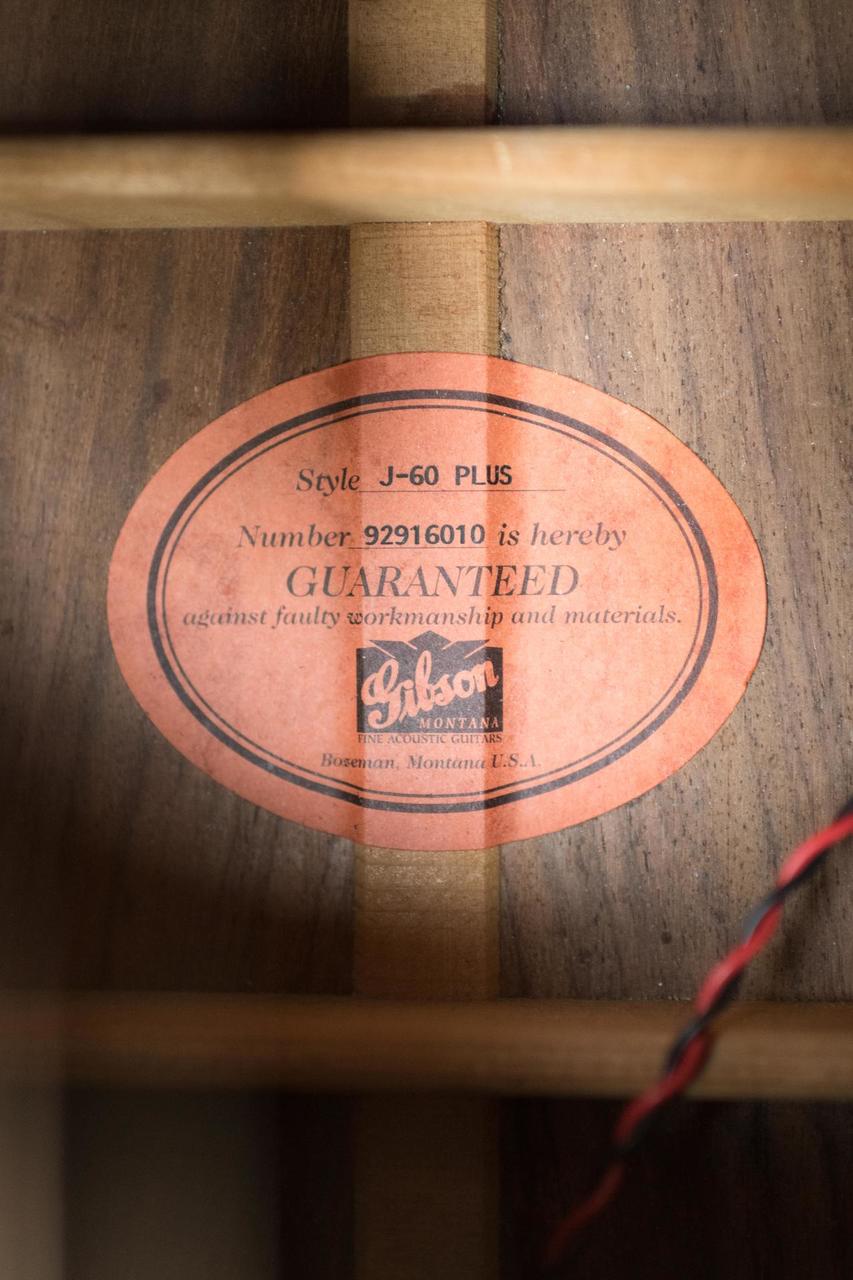 Style J-60 PLUS
Number 92916010 is hereby
GUARANTEED
against faulty workmanship and materials.
Gibson
MONTANA
FINE ACOUSTIC GUITARS
Bozeman, Montana U.S.A.